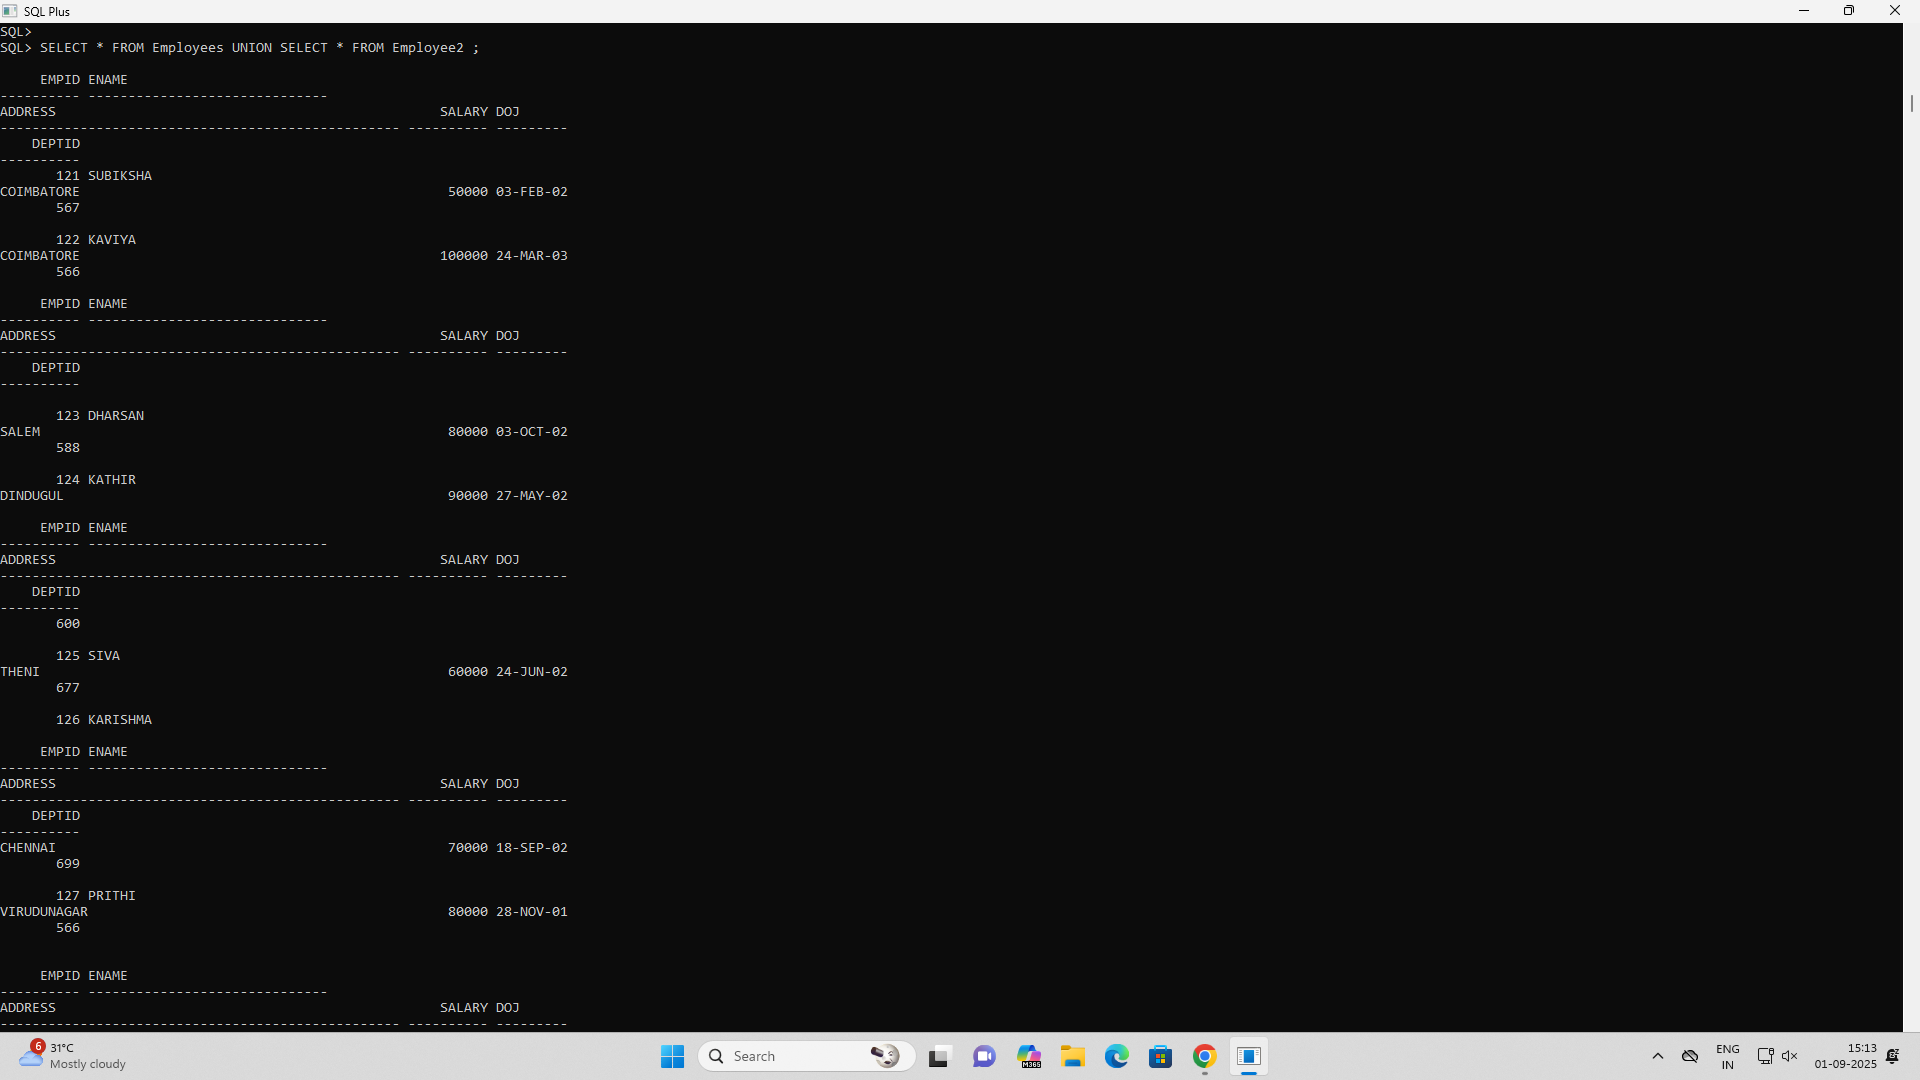 SQL Plus
SQL>
SQL> SELECT * FROM Employees UNION SELECT * FROM Employee2 ;
     EMPID ENAME
---------- ------------------------------
ADDRESS                                                SALARY DOJ
-------------------------------------------------- ---------- ---------
    DEPTID
----------
       121 SUBIKSHA
COIMBATORE                                              50000 03-FEB-02
       567
       122 KAVIYA
COIMBATORE                                             100000 24-MAR-03
       566
     EMPID ENAME
---------- ------------------------------
ADDRESS                                                SALARY DOJ
-------------------------------------------------- ---------- ---------
    DEPTID
----------
       123 DHARSAN
SALEM                                                   80000 03-OCT-02
       588
       124 KATHIR
DINDUGUL                                                90000 27-MAY-02
     EMPID ENAME
---------- ------------------------------
ADDRESS                                                SALARY DOJ
-------------------------------------------------- ---------- ---------
    DEPTID
----------
       600
       125 SIVA
THENI                                                   60000 24-JUN-02
       677
       126 KARISHMA
     EMPID ENAME
---------- ------------------------------
ADDRESS                                                SALARY DOJ
-------------------------------------------------- ---------- ---------
    DEPTID
----------
CHENNAI                                                 70000 18-SEP-02
       699
       127 PRITHI
VIRUDUNAGAR                                             80000 28-NOV-01
       566
     EMPID ENAME
---------- ------------------------------
ADDRESS                                                SALARY DOJ
-------------------------------------------------- ---------- ---------
6
31°C
Mostly cloudy
Search
M365
ENG
IN
15:13
01-09-2025